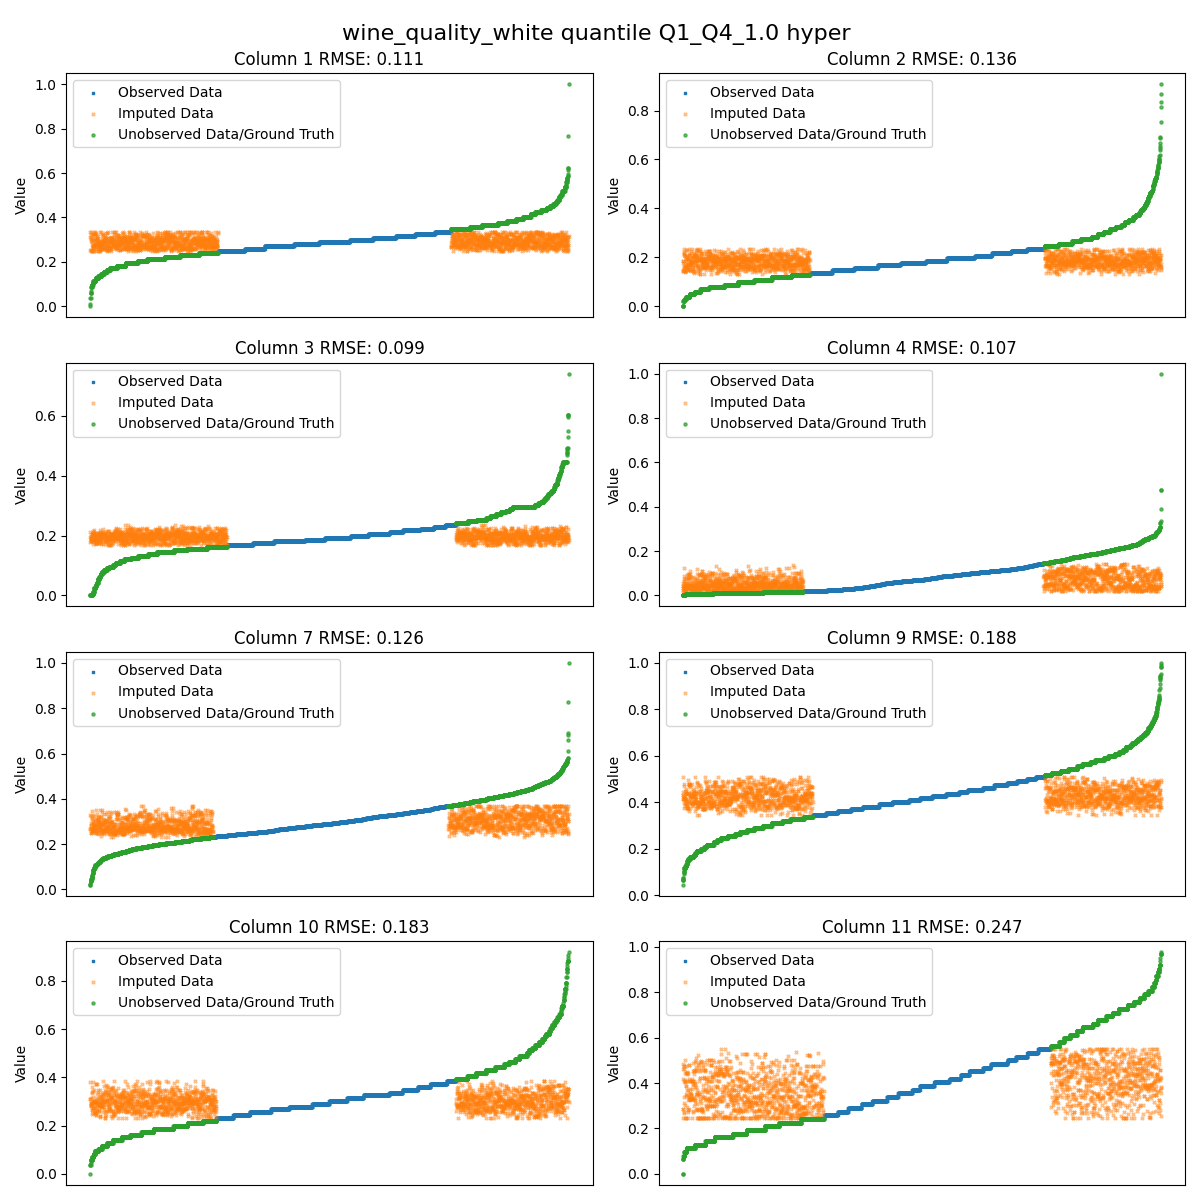 wine_quality_white quantile Q1_Q4_1.0 hyper
Column 1 RMSE: 0.111
Observed Data
Imputed Data
Unobserved Data/Ground Truth
Value
1.0
0.8
0.6
0.4
0.2
0.0
Column 2 RMSE: 0.136
Observed Data
Imputed Data
Unobserved Data/Ground Truth
Value
0.8
0.6
0.4
0.2
0.0
Column 3 RMSE: 0.099
Observed Data
Imputed Data
Unobserved Data/Ground Truth
Value
0.6
0.4
0.2
0.0
Column 4 RMSE: 0.107
Observed Data
Imputed Data
Unobserved Data/Ground Truth
Value
1.0
0.8
0.6
0.4
0.2
0.0
Column 7 RMSE: 0.126
Observed Data
Imputed Data
Unobserved Data/Ground Truth
Value
1.0
0.8
0.6
0.4
0.2
0.0
Column 9 RMSE: 0.188
Observed Data
Imputed Data
Unobserved Data/Ground Truth
Value
1.0
0.8
0.6
0.4
0.2
0.0
Column 10 RMSE: 0.183
Observed Data
Imputed Data
Unobserved Data/Ground Truth
Value
0.8
0.6
0.4
0.2
0.0
Column 11 RMSE: 0.247
Observed Data
Imputed Data
Unobserved Data/Ground Truth
Value
1.0
0.8
0.6
0.4
0.2
0.0